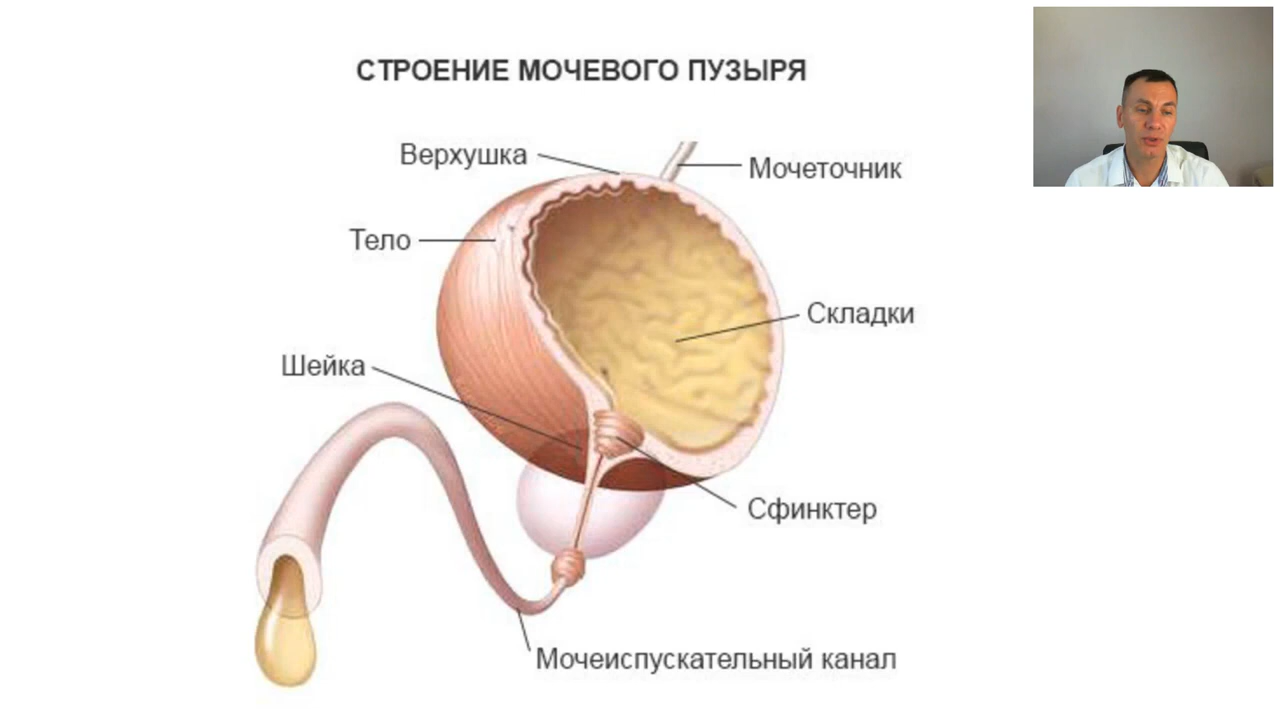 СТРОЕНИЕ МОЧЕВОГО ПУЗЫРЯ
Верхушка
Мочеточник
Тело
Складки
Шейка
Сфинктер
Мочеиспускательный канал